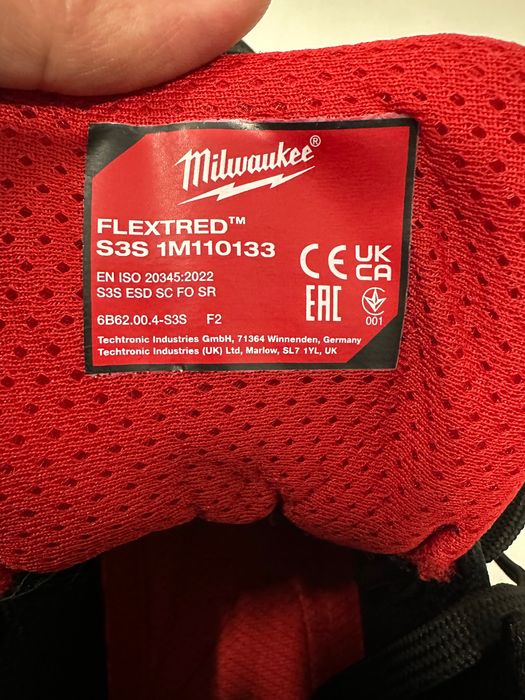 Milwaukee®
FLEXTRED™
S3S 1M110133
EN ISO 20345:2022
S3S ESD SC FO SR
6B62.00.4-S3S F2
CE UK CA
EAC
001
Techtronic Industries GmbH, 71364 Winnenden, Germany
Techtronic Industries (UK) Ltd, Marlow, SL7 1YL, UK